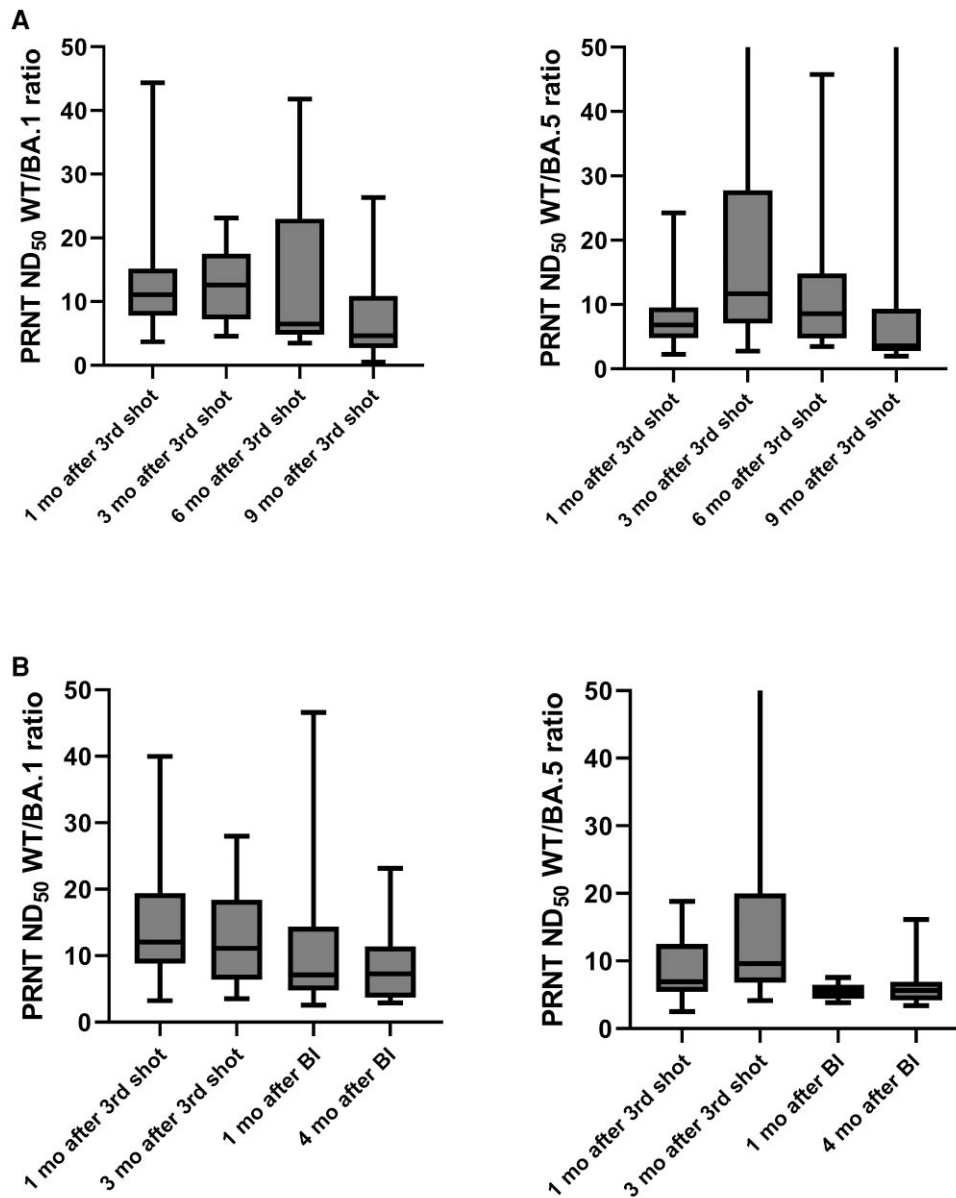 A
PRNT ND₅₀ WT/BA.1 ratio
50
40
30
20
10
0
1 mo after 3rd shot
3 mo after 3rd shot
6 mo after 3rd shot
9 mo after 3rd shot
PRNT ND₅₀ WT/BA.5 ratio
50
40
30
20
10
0
1 mo after 3rd shot
3 mo after 3rd shot
6 mo after 3rd shot
9 mo after 3rd shot
B
PRNT ND₅₀ WT/BA.1 ratio
50
40
30
20
10
0
1 mo after 3rd shot
3 mo after 3rd shot
1 mo after BI
4 mo after BI
PRNT ND₅₀ WT/BA.5 ratio
50
40
30
20
10
0
1 mo after 3rd shot
3 mo after 3rd shot
1 mo after BI
4 mo after BI